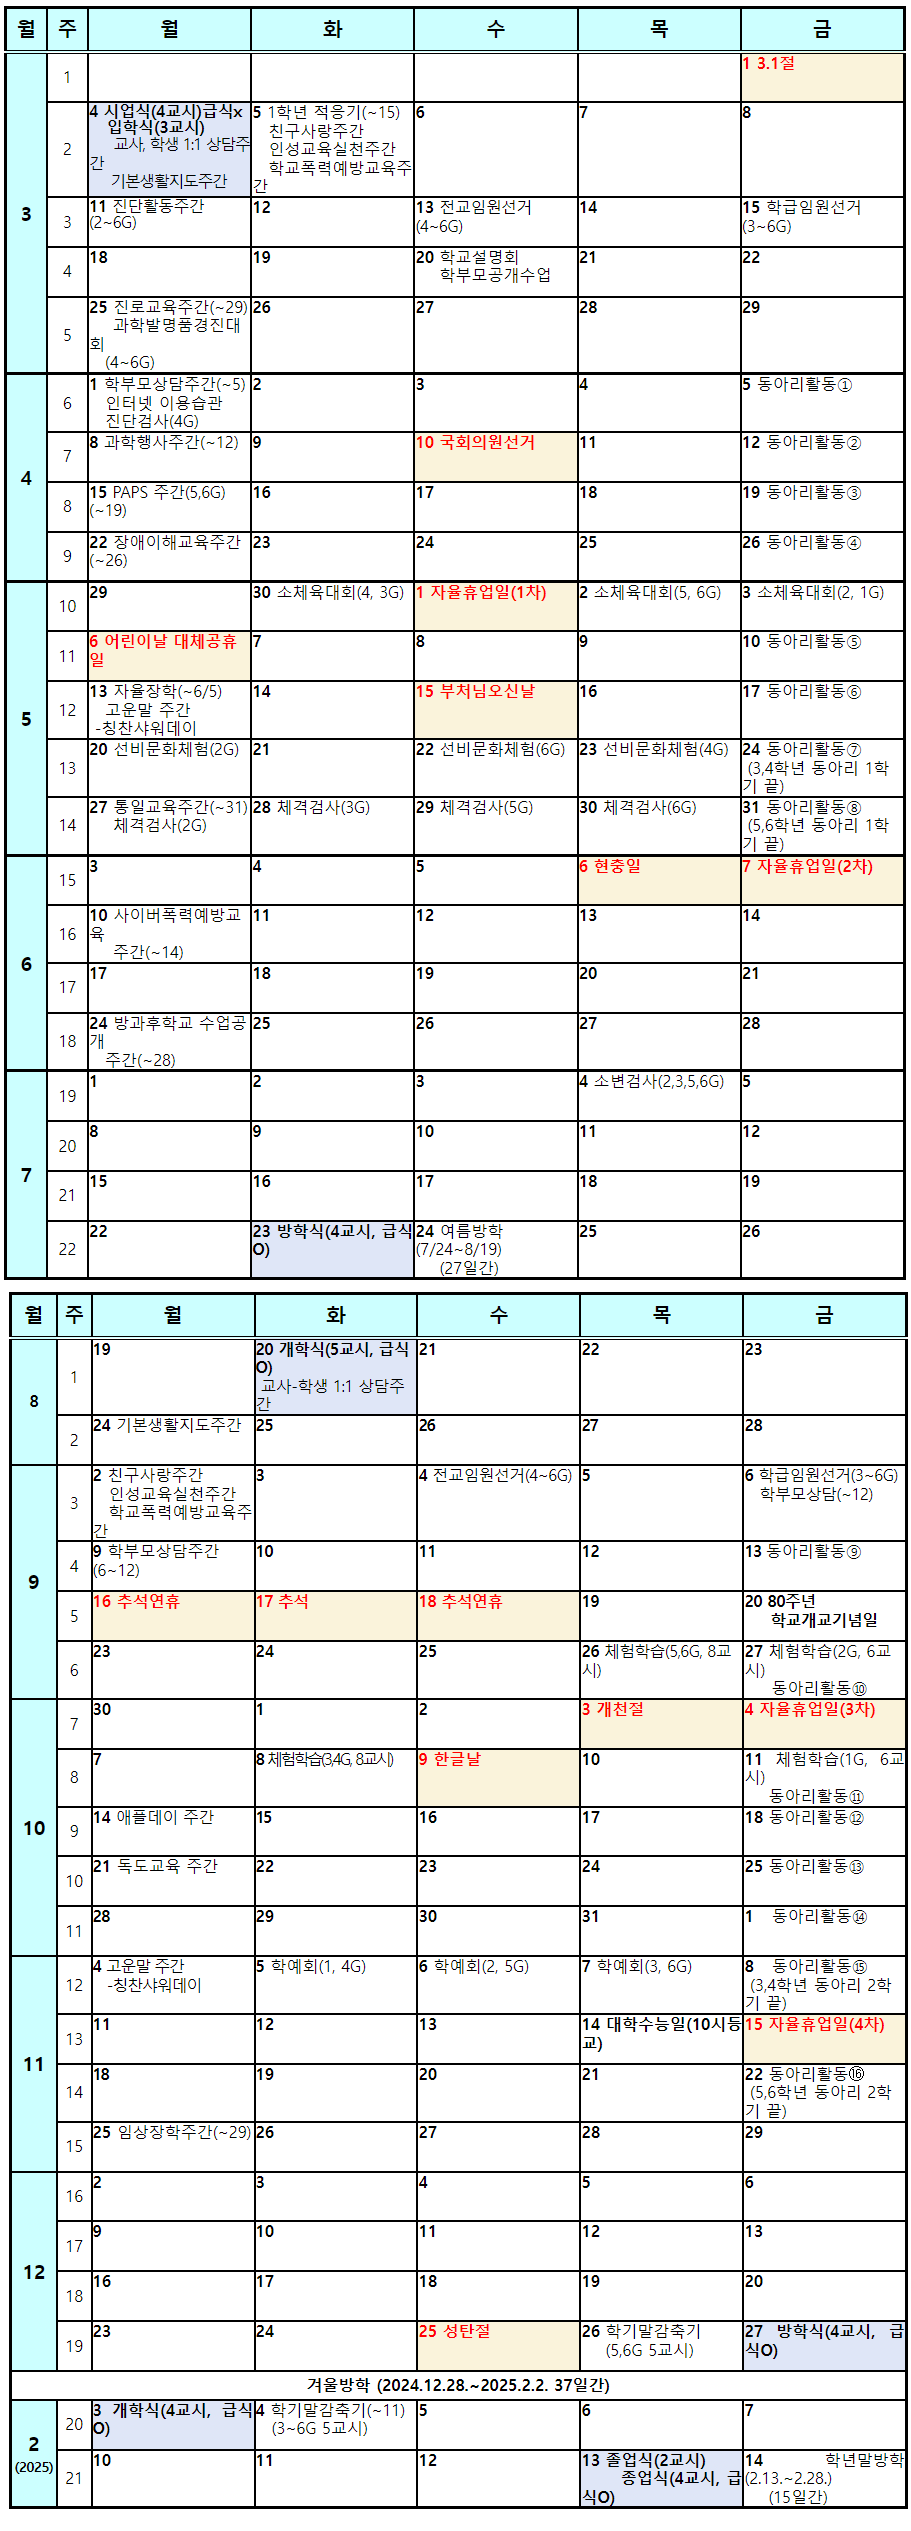 월 주 월 화 수 목 금
3
1
1 3.1절
2
4 시업식(4교시)급식x
입학식(3교시)
교사, 학생 1:1 상담주
간
기본생활지도주간
5 1학년 적응기(~15)
친구사랑주간
인성교육실천주간
학교폭력예방교육주
간
6
7
8
3
11 진단활동주간
(2~6G)
12
13 전교임원선거
(4~6G)
14
15 학급임원선거
(3~6G)
4
18
19
20 학교설명회
학부모공개수업
21
22
5
25 진로교육주간(~29)
과학발명품경진대
회
(4~6G)
26
27
28
29
4
6
1 학부모상담주간(~5)
인터넷 이용습관
진단검사(4G)
2
3
4
5 동아리활동①
7
8 과학행사주간(~12)
9
10 국회의원선거
11
12 동아리활동②
8
15 PAPS 주간(5,6G)
(~19)
16
17
18
19 동아리활동③
9
22 장애이해교육주간
(~26)
23
24
25
26 동아리활동④
5
10
29
30 소체육대회(4, 3G)
1 자율휴업일(1차)
2 소체육대회(5, 6G)
3 소체육대회(2, 1G)
11
6 어린이날 대체공휴
일
7
8
9
10 동아리활동⑤
12
13 자율장학(~6/5)
고운말 주간
-칭찬샤워데이
14
15 부처님오신날
16
17 동아리활동⑥
13
20 선비문화체험(2G)
21
22 선비문화체험(6G)
23 선비문화체험(4G)
24 동아리활동⑦
(3,4학년 동아리 1학
기 끝)
14
27 통일교육주간(~31)
체격검사(2G)
28 체격검사(3G)
29 체격검사(5G)
30 체격검사(6G)
31 동아리활동⑧
(5,6학년 동아리 1학
기 끝)
6
15
3
4
5
6 현충일
7 자율휴업일(2차)
16
10 사이버폭력예방교
육
주간(~14)
11
12
13
14
17
17
18
19
20
21
18
24 방과후학교 수업공
개
주간(~28)
25
26
27
28
7
19
1
2
3
4 소변검사(2,3,5,6G)
5
20
8
9
10
11
12
21
15
16
17
18
19
22
22
23 방학식(4교시, 급식
O)
24 여름방학
(7/24~8/19)
(27일간)
25
26
월 주 월 화 수 목 금
8
1
19
20 개학식(5교시, 급식
O)
교사-학생 1:1 상담주
간
21
22
23
2
24 기본생활지도주간
25
26
27
28
9
3
2 친구사랑주간
인성교육실천주간
학교폭력예방교육주
간
3
4 전교임원선거(4~6G)
5
6 학급임원선거(3~6G)
학부모상담(~12)
4
9 학부모상담주간
(6~12)
10
11
12
13 동아리활동⑨
5
16 추석연휴
17 추석
18 추석연휴
19
20 80주년
학교개교기념일
6
23
24
25
26 체험학습(5,6G, 8교
시)
27 체험학습(2G, 6교
시)
동아리활동⑩
10
7
30
1
2
3 개천절
4 자율휴업일(3차)
8
7
8 체험학습(3,4G, 8교시)
9 한글날
10
11 체험학습(1G, 6교
시)
동아리활동⑪
9
14 애플데이 주간
15
16
17
18 동아리활동⑫
10
21 독도교육 주간
22
23
24
25 동아리활동⑬
11
28
29
30
31
1 동아리활동⑭
11
12
4 고운말 주간
-칭찬샤워데이
5 학예회(1, 4G)
6 학예회(2, 5G)
7 학예회(3, 6G)
8 동아리활동⑮
(3,4학년 동아리 2학
기 끝)
13
11
12
13
14 대학수능일(10시등
교)
15 자율휴업일(4차)
14
18
19
20
21
22 동아리활동⑯
(5,6학년 동아리 2학
기 끝)
15
25 임상장학주간(~29)
26
27
28
29
12
16
2
3
4
5
6
17
9
10
11
12
13
18
16
17
18
19
20
19
23
24
25 성탄절
26 학기말감축기
(5,6G 5교시)
27 방학식(4교시, 급
식O)
겨울방학 (2024.12.28.~2025.2.2. 37일간)
2
(2025)
20
3 개학식(4교시, 급식
O)
4 학기말감축기(~11)
(3~6G 5교시)
5
6
7
21
10
11
12
13 졸업식(2교시)
종업식(4교시, 급
식O)
14 학년말방학
(2.13.~2.28.)
(15일간)